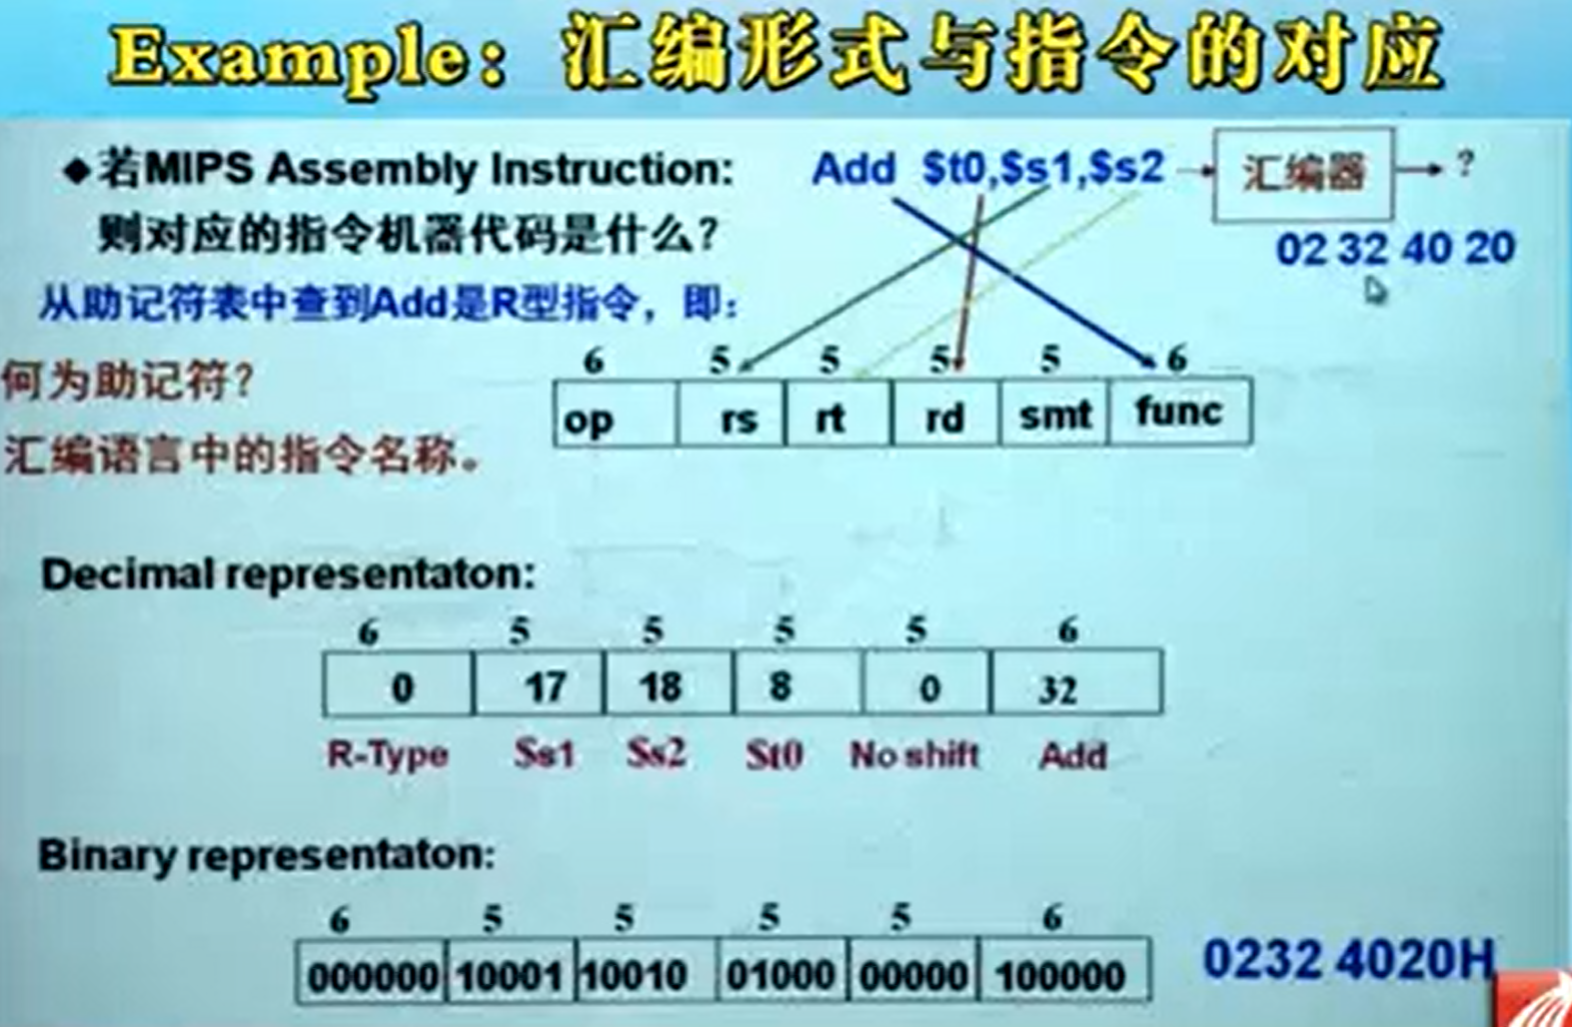 Example: 汇编形式与指令的对应
◆若MIPS Assembly Instruction: Add $t0,$s1,$s2 汇编器 ?
则对应的指令机器代码是什么?
02 32 40 20
从助记符表中查到Add是R型指令，即:
何为助记符?
汇编语言中的指令名称。
6 5 5 5 5 6
op rs rt rd smt func
Decimal representaton:
6 5 5 5 5 6
0 17 18 8 0 32
R-Type $s1 $s2 $t0 No shift Add
Binary representaton:
6 5 5 5 5 6
000000 10001 10010 01000 00000 100000
0232 4020H